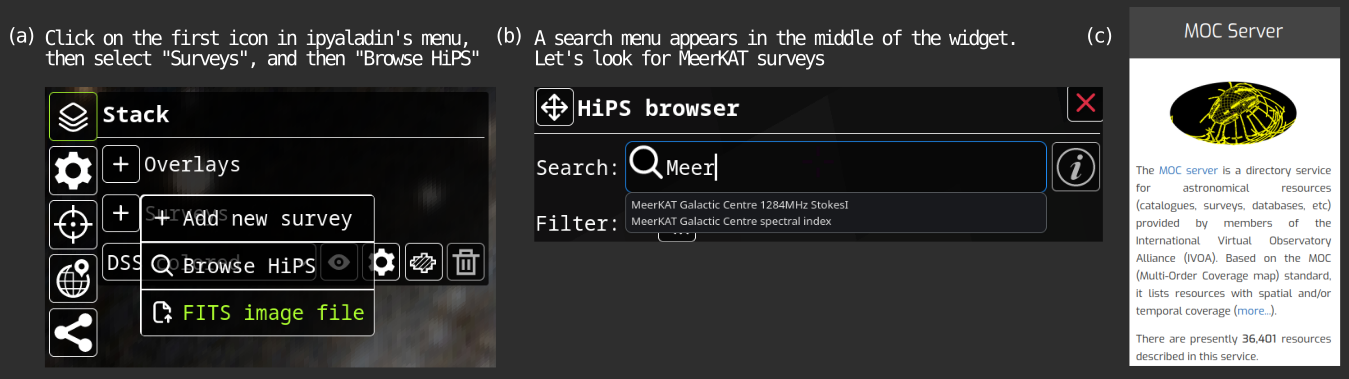 (a) Click on the first icon in ipyaladin's menu,
then select "Surveys", and then "Browse HiPS"
Stack
+ Overlays
+ Surveys
+ Add new survey
DSS colored
Browse HiPS
FITS image file
(b) A search menu appears in the middle of the widget.
Let's look for MeerKAT surveys
HiPS browser
Search: Meer
MeerKAT Galactic Centre 1284MHz StokesI
MeerKAT Galactic Centre spectral index
Filter:
(c)
MOC Server
The MOC server is a directory service
for astronomical resources
(catalogues, surveys, databases, etc)
provided by members of the
International Virtual Observatory
Alliance (IVOA). Based on the MOC
(Multi-Order Coverage map) standard,
it lists resources with spatial and/or
temporal coverage (more...).
There are presently 36,401 resources
described in this service.